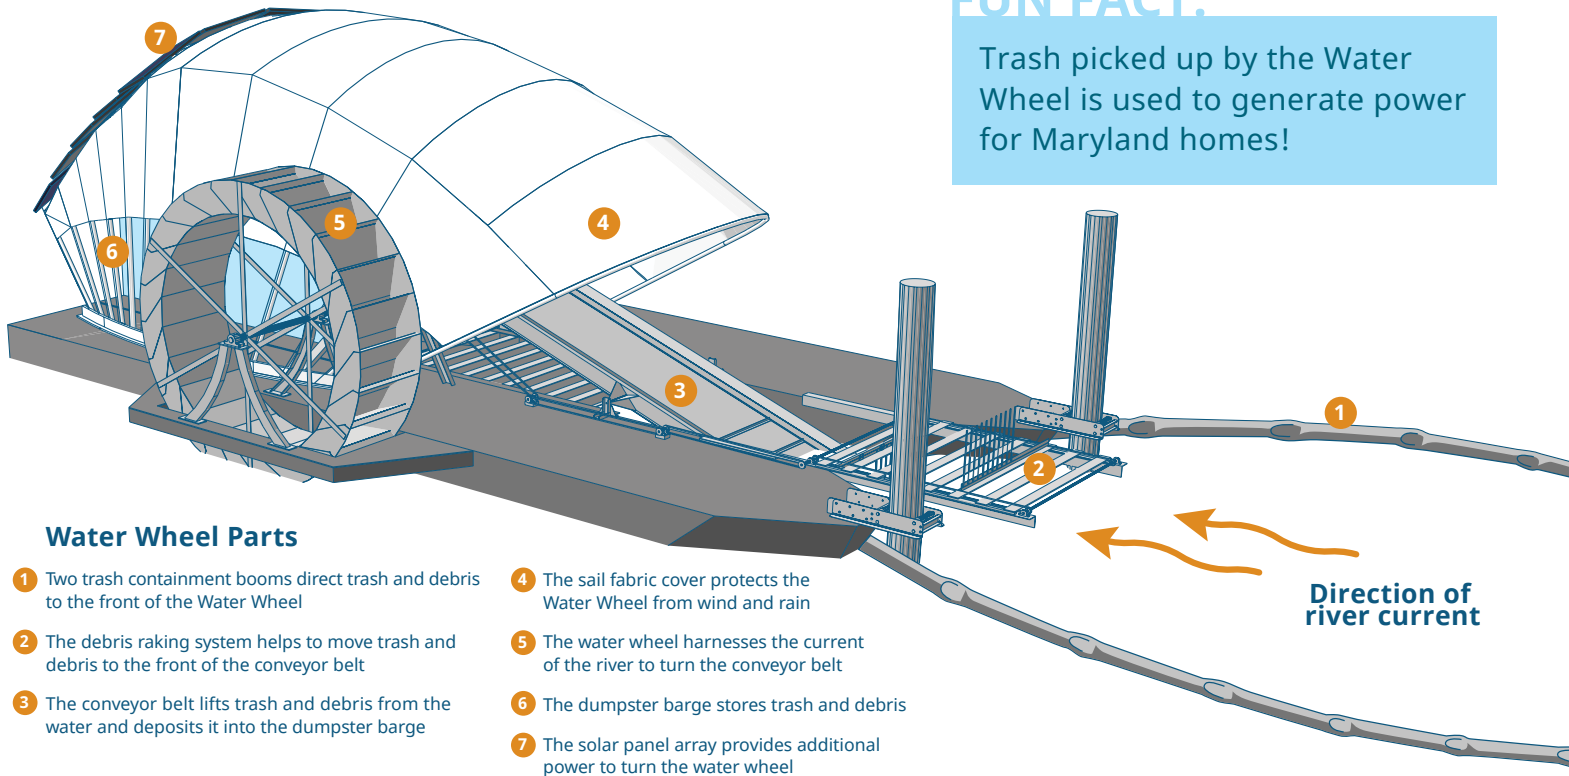 FUN FACT:
Trash picked up by the Water
Wheel is used to generate power
for Maryland homes!
7
6
5
4
3
2
1
Direction of
river current
Water Wheel Parts
1 Two trash containment booms direct trash and debris
to the front of the Water Wheel
2 The debris raking system helps to move trash and
debris to the front of the conveyor belt
3 The conveyor belt lifts trash and debris from the
water and deposits it into the dumpster barge
4 The sail fabric cover protects the
Water Wheel from wind and rain
5 The water wheel harnesses the current
of the river to turn the conveyor belt
6 The dumpster barge stores trash and debris
7 The solar panel array provides additional
power to turn the water wheel